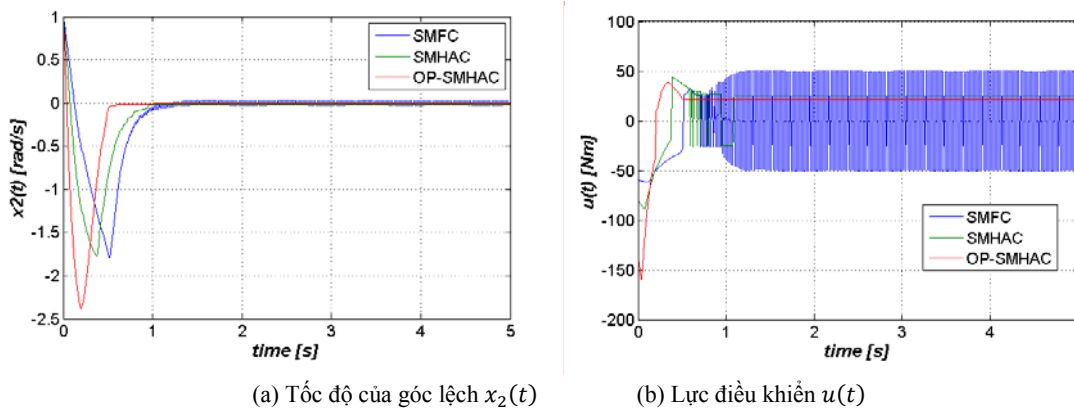 1
0.5
0
-0.5
-1
-1.5
-2
-2.5
x2(t) [rad/s]
SMFC
SMHAC
OP-SMHAC
0 1 2 3 4 5
time [s]
100
50
0
-50
-100
-150
-200
u(t) [Nm]
SMFC
SMHAC
OP-SMHAC
0 1 2 3 4
time [s]
(a) Tốc độ của góc lệch x₂(t)
(b) Lực điều khiển u(t)